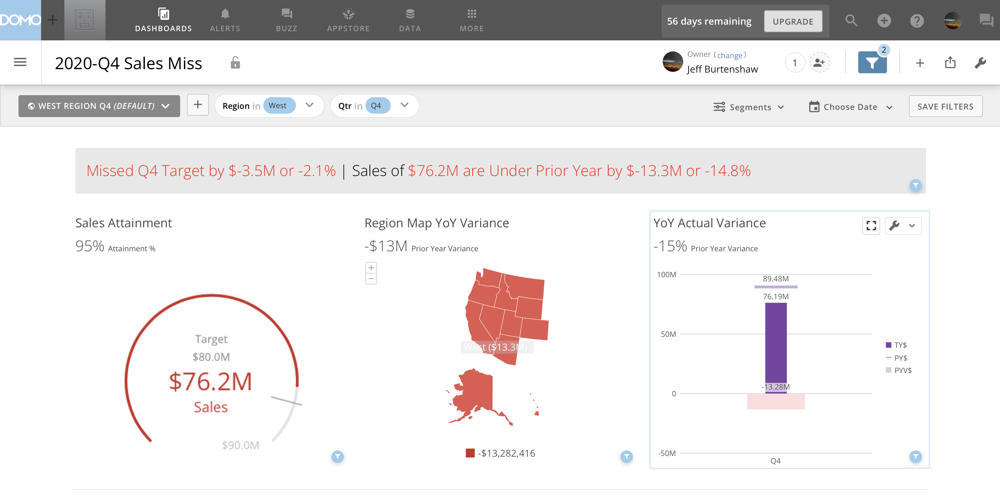 DOMO
DASHBOARDS
ALERTS
BUZZ
APPSTORE
DATA
MORE
56 days remaining
UPGRADE
2020-Q4 Sales Miss
Owner ( change )
Jeff Burtenshaw
1
2
WEST REGION Q4 (DEFAULT)
Region in West
Qtr in Q4
Segments
Choose Date
SAVE FILTERS
Missed Q4 Target by $-3.5M or -2.1% | Sales of $76.2M are Under Prior Year by $-13.3M or -14.8%
Sales Attainment
95% Attainment %
Target
$80.0M
$76.2M
Sales
$90.0M
Region Map YoY Variance
-$13M Prior Year Variance
West ($13.3M)
-$13,282,416
YoY Actual Variance
-15% Prior Year Variance
100M
89.48M
76.19M
50M
-13.28M
0
-50M
Q4
TY$
PY$
PYV$